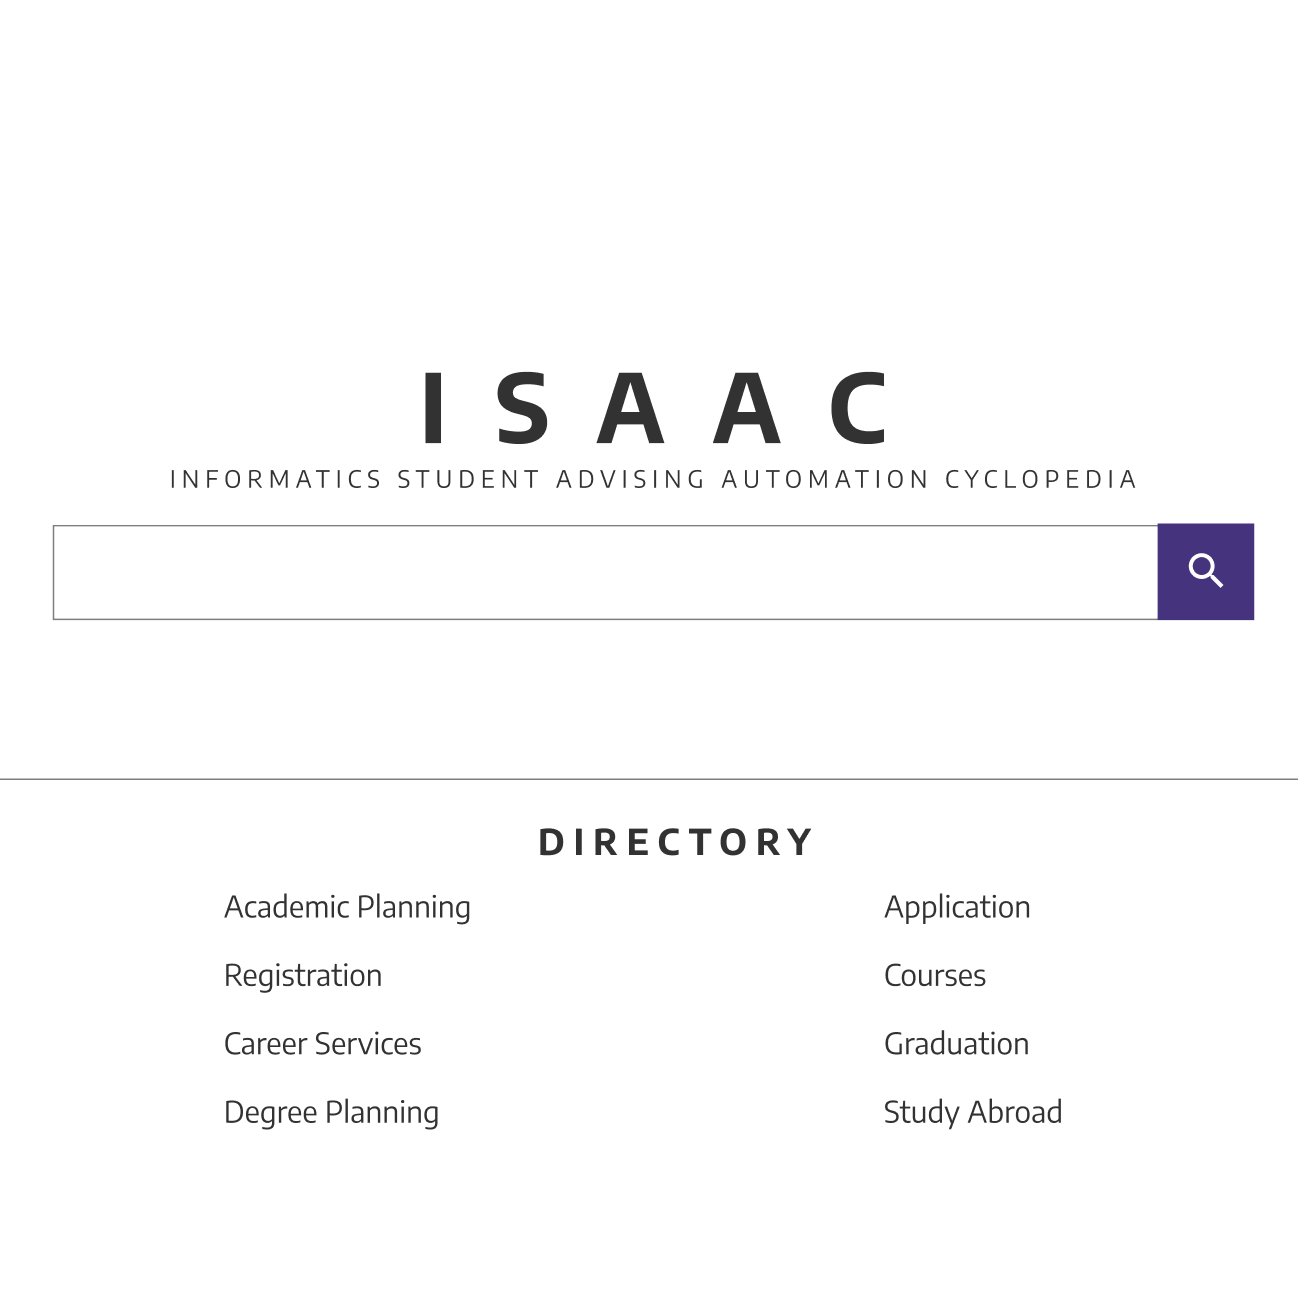 ISAAC
INFORMATICS STUDENT ADVISING AUTOMATION CYCLOPEDIA
DIRECTORY
Academic Planning
Application
Registration
Courses
Career Services
Graduation
Degree Planning
Study Abroad